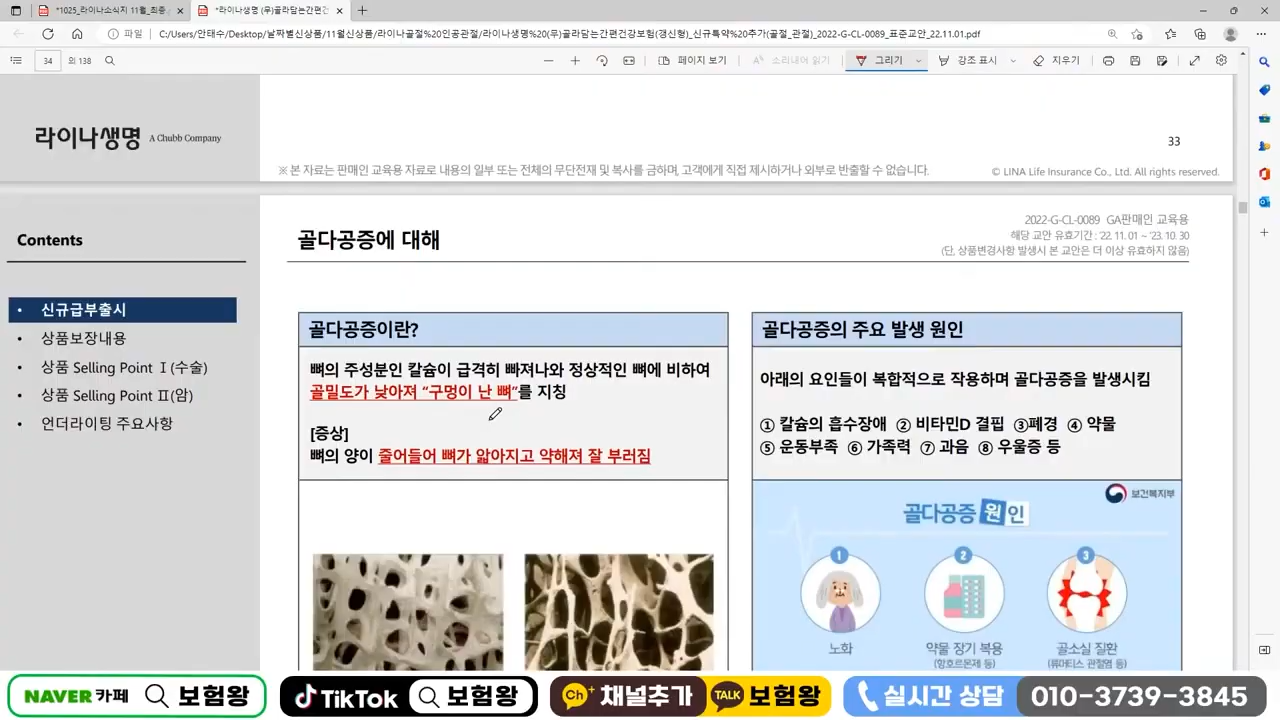 *1025_라이나소식지 11월_최종
*라이나생명 (무)골라담는간편건
파일
C:/Users/안태수/Desktop/날짜별신상품/11월신상품/라이나골절%20인공관절/라이나생명%20(무)골라담는간편건강보험(갱신형)_신규특약%20추가(골절_관절)_2022-G-CL-0089_표준교안_22.11.01.pdf
34 의 138
페이지 보기
소리내어 읽기
그리기
강조 표시
지우기
라이나생명 A Chubb Company
33
※ 본 자료는 판매인 교육용 자료로 내용의 일부 또는 전체의 무단전재 및 복사를 금하며, 고객에게 직접 제시하거나 외부로 반출할 수 없습니다.
© LINA Life Insurance Co., Ltd. All rights reserved.
Contents
• 신규급부출시
• 상품보장내용
• 상품 Selling Point Ⅰ(수술)
• 상품 Selling Point Ⅱ(암)
• 언더라이팅 주요사항
골다공증에 대해
2022-G-CL-0089 GA판매인 교육용
해당 교안 유효기간 : '22. 11. 01 ~ '23. 10. 30
(단, 상품변경사항 발생시 본 교안은 더 이상 유효하지 않음)
골다공증이란?
뼈의 주성분인 칼슘이 급격히 빠져나와 정상적인 뼈에 비하여
골밀도가 낮아져 “구멍이 난 뼈”를 지칭
[증상]
뼈의 양이 줄어들어 뼈가 얇아지고 약해져 잘 부러짐
골다공증의 주요 발생 원인
아래의 요인들이 복합적으로 작용하며 골다공증을 발생시킴
① 칼슘의 흡수장애 ② 비타민D 결핍 ③폐경 ④ 약물
⑤ 운동부족 ⑥ 가족력 ⑦ 과음 ⑧ 우울증 등
보건복지부
골다공증 원인
1
2
3
노화
약물 장기 복용
(항호르몬제 등)
골소실 질환
(류머티스 관절염 등)
NAVER 카페 보험왕
TikTok 보험왕
Ch+ 채널추가 TALK 보험왕
실시간 상담 010-3739-3845